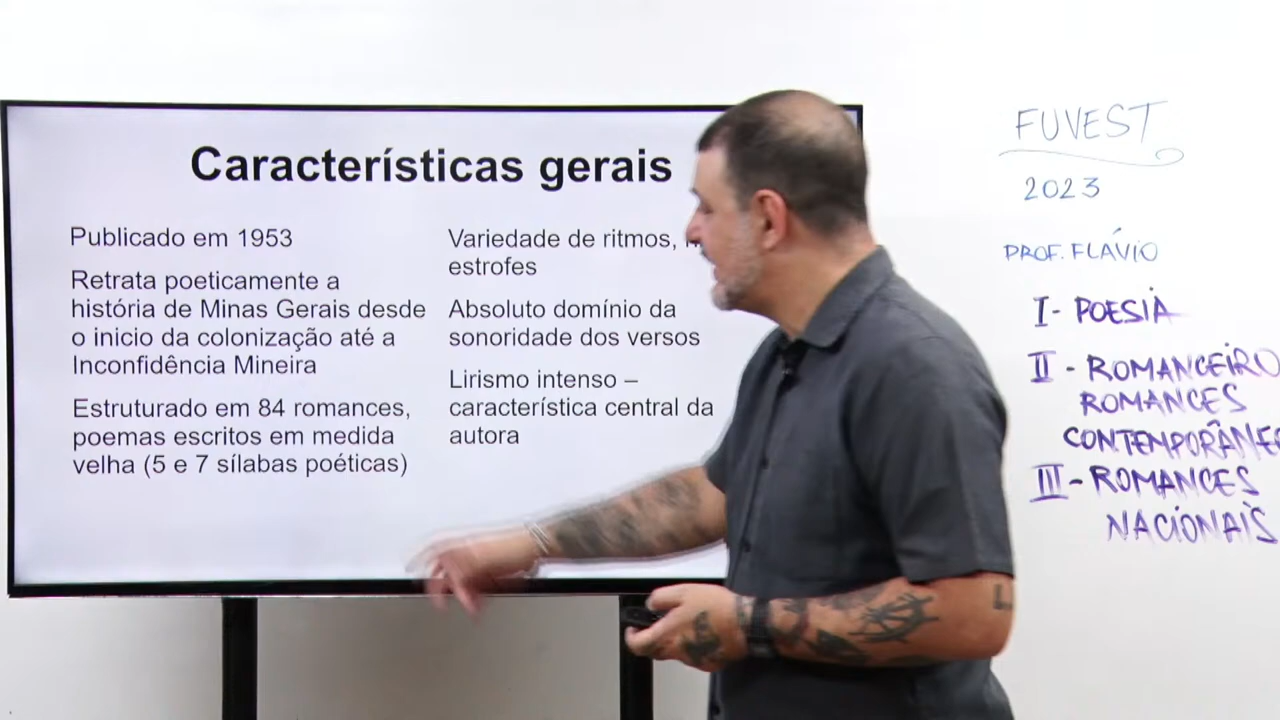 Características gerais
Publicado em 1953
Retrata poeticamente a
história de Minas Gerais desde
o inicio da colonização até a
Inconfidência Mineira
Estruturado em 84 romances,
poemas escritos em medida
velha (5 e 7 sílabas poéticas)
Variedade de ritmos,
estrofes
Absoluto domínio da
sonoridade dos versos
Lirismo intenso –
característica central da
autora
FUVEST
2023
PROF. FLÁVIO
I - POESIA
II - ROMANCEIRO
ROMANCES
CONTEMPORÂNE
III - ROMANCES
NACIONAIS